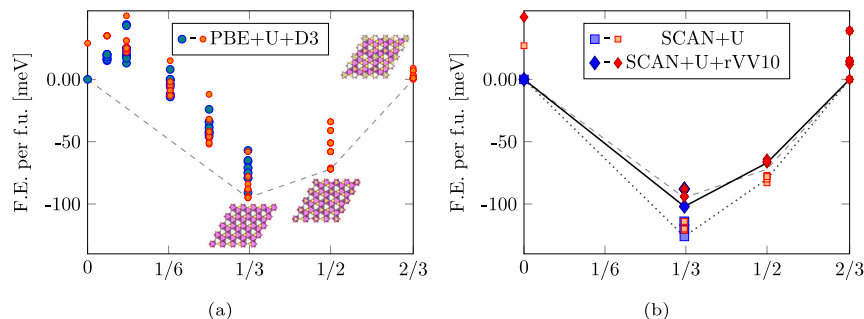 F.E. per f.u. [meV]
0.00
-50
-100
PBE+U+D3
0
1/6
1/3
1/2
2/3
(a)
F.E. per f.u. [meV]
0.00
-50
-100
SCAN+U
SCAN+U+rVV10
0
1/6
1/3
1/2
2/3
(b)